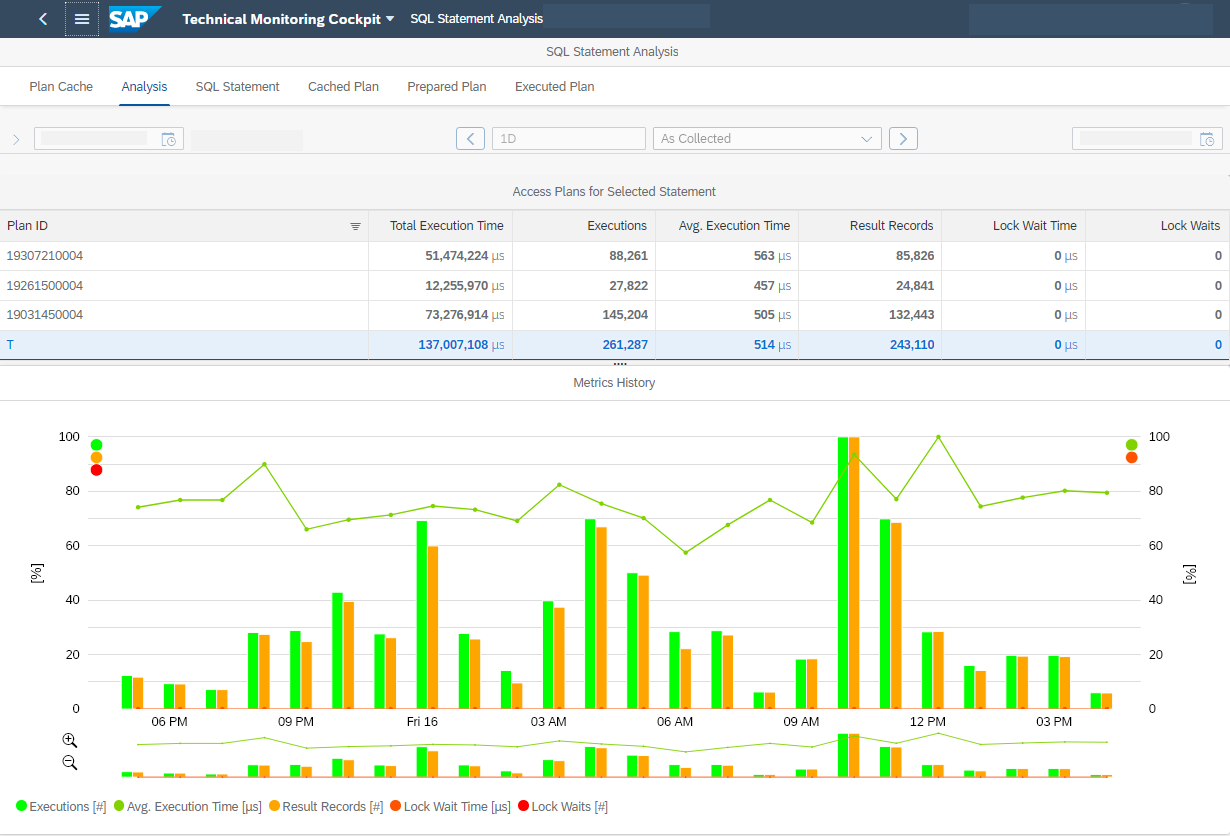 SAP Technical Monitoring Cockpit SQL Statement Analysis
SQL Statement Analysis
Plan Cache Analysis SQL Statement Cached Plan Prepared Plan Executed Plan
1D As Collected
Access Plans for Selected Statement
Plan ID Total Execution Time Executions Avg. Execution Time Result Records Lock Wait Time Lock Waits
19307210004 51,474,224 µs 88,261 563 µs 85,826 0 µs 0
19261500004 12,255,970 µs 27,822 457 µs 24,841 0 µs 0
19031450004 73,276,914 µs 145,204 505 µs 132,443 0 µs 0
T 137,007,108 µs 261,287 514 µs 243,110 0 µs 0
Metrics History
100 100
80 80
60 60
[%] [%]
40 40
20 20
0 0
06 PM 09 PM Fri 16 03 AM 06 AM 09 AM 12 PM 03 PM
Executions [#] Avg. Execution Time [µs] Result Records [#] Lock Wait Time [µs] Lock Waits [#]